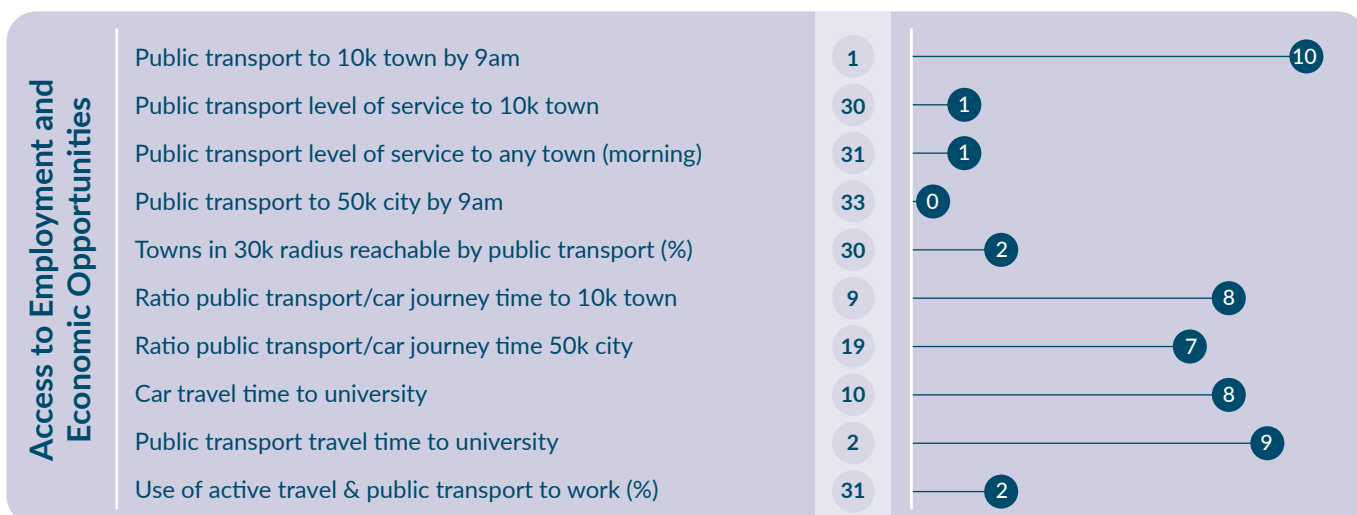 Access to Employment and
Economic Opportunities
Public transport to 10k town by 9am 1 10
Public transport level of service to 10k town 30 1
Public transport level of service to any town (morning) 31 1
Public transport to 50k city by 9am 33 0
Towns in 30k radius reachable by public transport (%) 30 2
Ratio public transport/car journey time to 10k town 9 8
Ratio public transport/car journey time 50k city 19 7
Car travel time to university 10 8
Public transport travel time to university 2 9
Use of active travel & public transport to work (%) 31 2